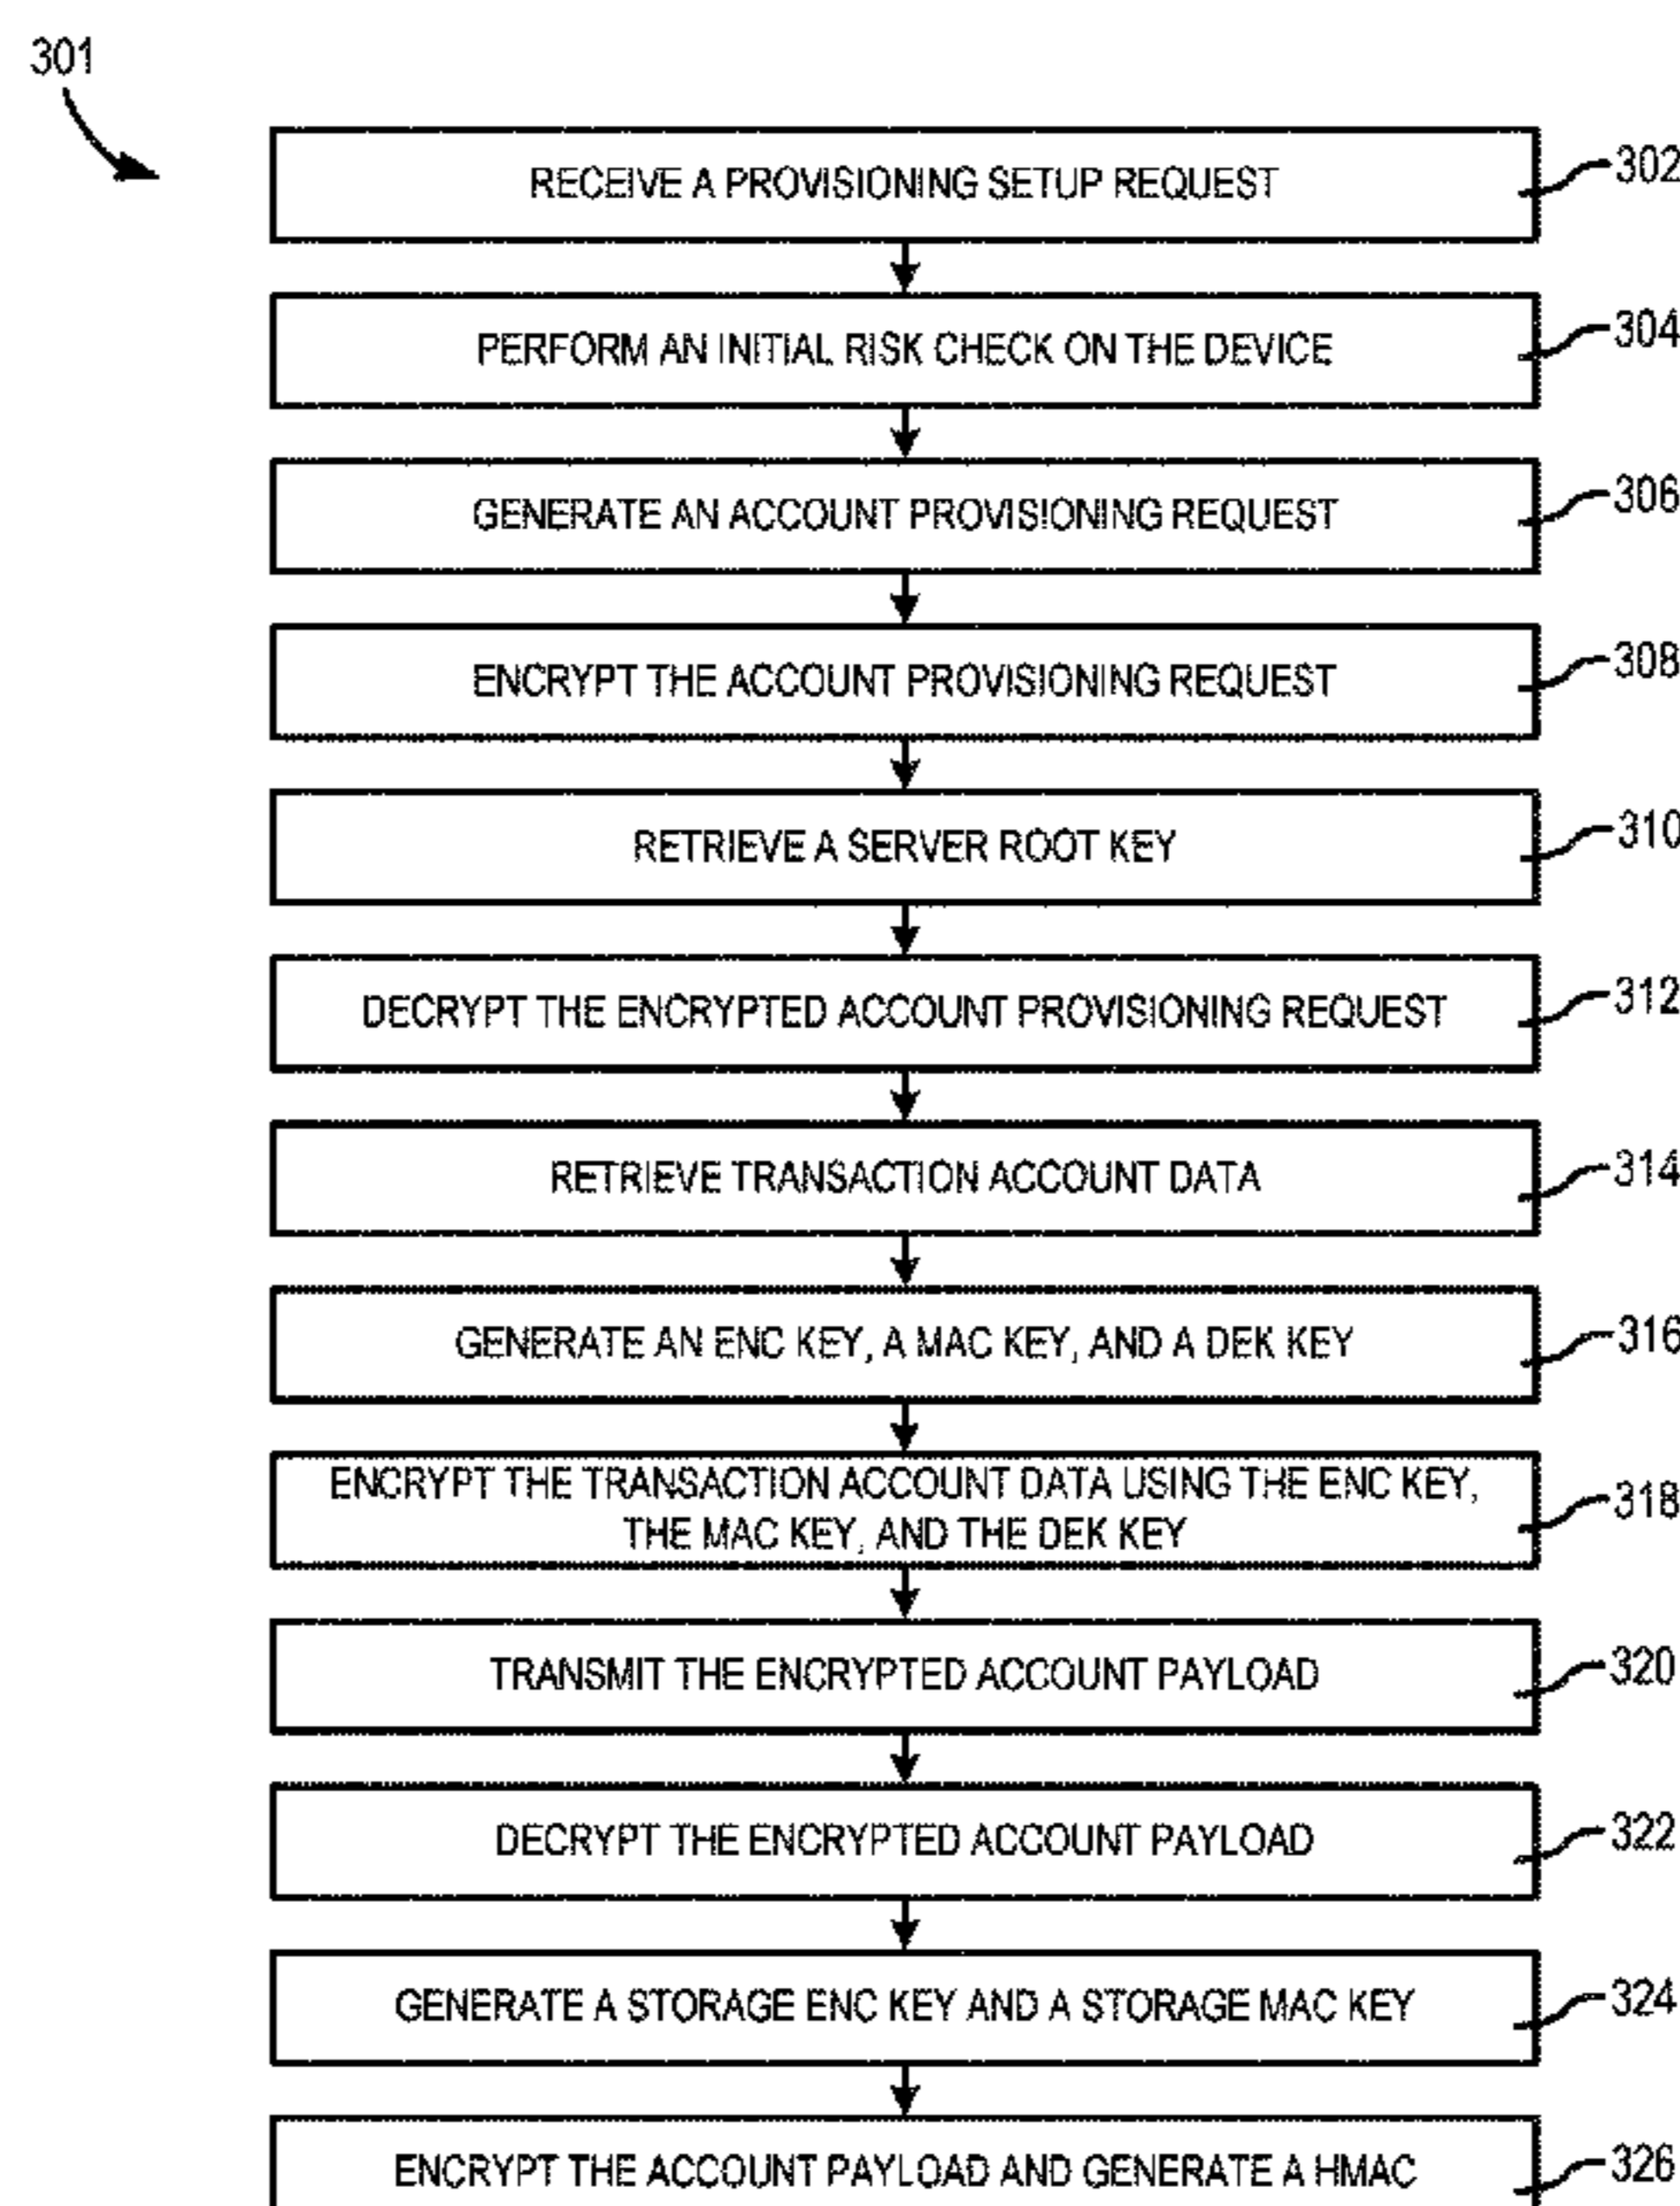 301
RECEIVE A PROVISIONING SETUP REQUEST
302
PERFORM AN INITIAL RISK CHECK ON THE DEVICE
304
GENERATE AN ACCOUNT PROVISIONING REQUEST
306
ENCRYPT THE ACCOUNT PROVISIONING REQUEST
308
RETRIEVE A SERVER ROOT KEY
310
DECRYPT THE ENCRYPTED ACCOUNT PROVISIONING REQUEST
312
RETRIEVE TRANSACTION ACCOUNT DATA
314
GENERATE AN ENC KEY, A MAC KEY, AND A DEK KEY
316
ENCRYPT THE TRANSACTION ACCOUNT DATA USING THE ENC KEY,
THE MAC KEY, AND THE DEK KEY
318
TRANSMIT THE ENCRYPTED ACCOUNT PAYLOAD
320
DECRYPT THE ENCRYPTED ACCOUNT PAYLOAD
322
GENERATE A STORAGE ENC KEY AND A STORAGE MAC KEY
324
ENCRYPT THE ACCOUNT PAYLOAD AND GENERATE A HMAC
326